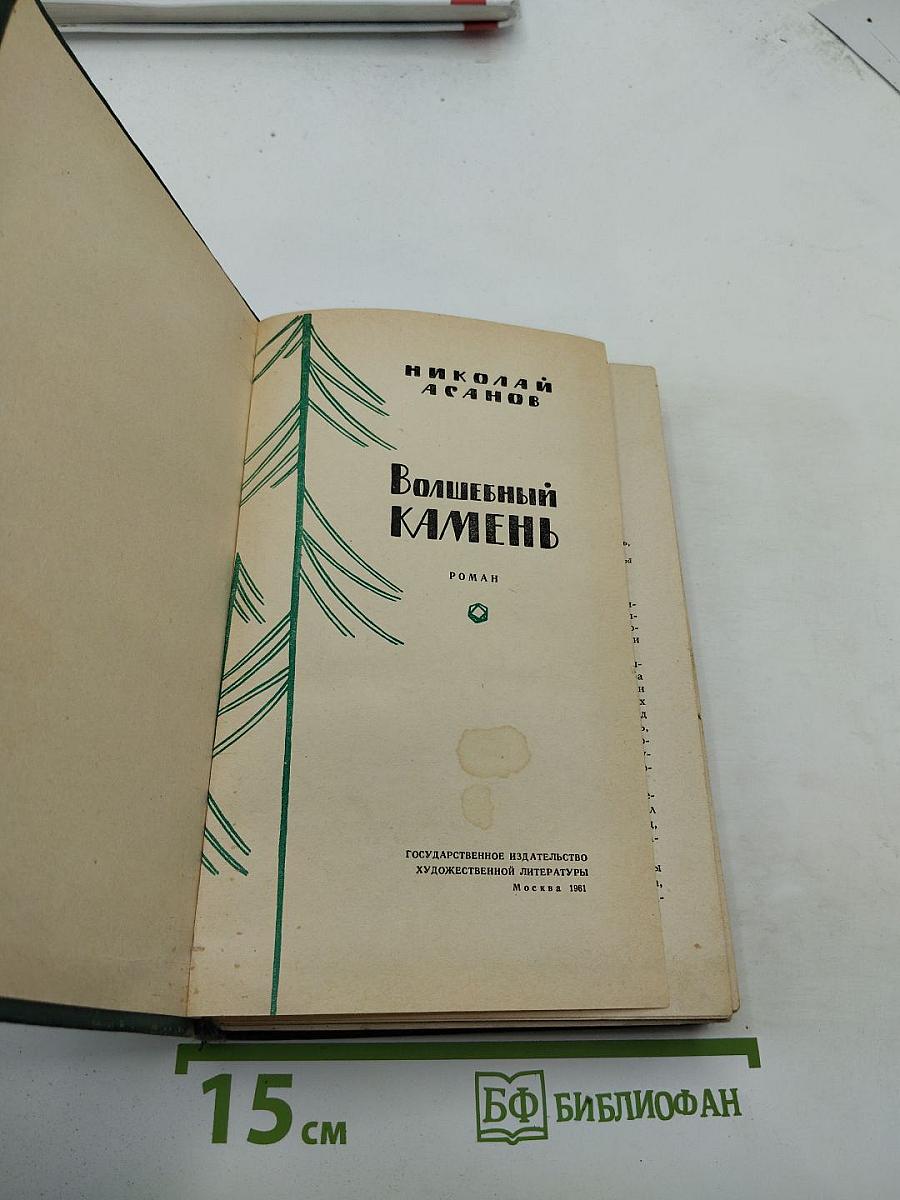 НИКОЛАЙ
АСАНОВ
ВОЛШЕБНЫЙ
КАМЕНЬ
РОМАН
ГОСУДАРСТВЕННОЕ ИЗДАТЕЛЬСТВО
ХУДОЖЕСТВЕННОЙ ЛИТЕРАТУРЫ
Москва 1961
15 см
БФ БИБЛИОФАН